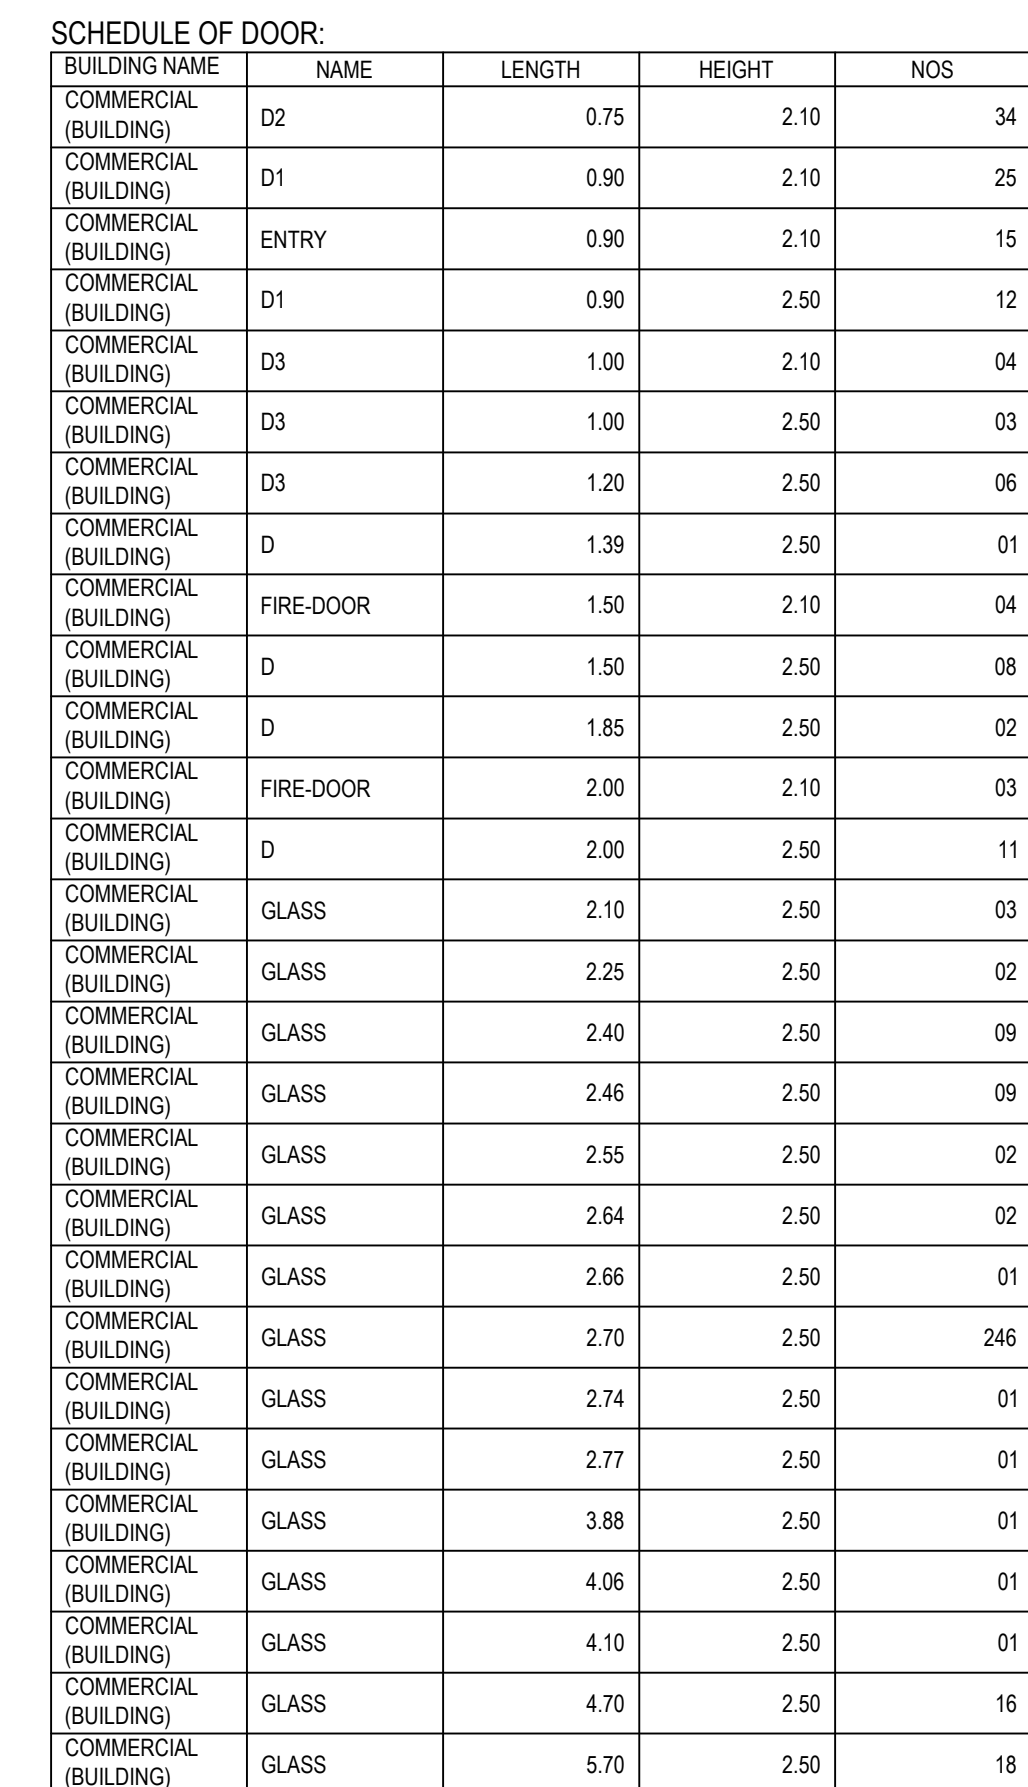 SCHEDULE OF DOOR:
BUILDING NAME NAME LENGTH HEIGHT NOS
COMMERCIAL
(BUILDING) D2 0.75 2.10 34
COMMERCIAL
(BUILDING) D1 0.90 2.10 25
COMMERCIAL
(BUILDING) ENTRY 0.90 2.10 15
COMMERCIAL
(BUILDING) D1 0.90 2.50 12
COMMERCIAL
(BUILDING) D3 1.00 2.10 04
COMMERCIAL
(BUILDING) D3 1.00 2.50 03
COMMERCIAL
(BUILDING) D3 1.20 2.50 06
COMMERCIAL
(BUILDING) D 1.39 2.50 01
COMMERCIAL
(BUILDING) FIRE-DOOR 1.50 2.10 04
COMMERCIAL
(BUILDING) D 1.50 2.50 08
COMMERCIAL
(BUILDING) D 1.85 2.50 02
COMMERCIAL
(BUILDING) FIRE-DOOR 2.00 2.10 03
COMMERCIAL
(BUILDING) D 2.00 2.50 11
COMMERCIAL
(BUILDING) GLASS 2.10 2.50 03
COMMERCIAL
(BUILDING) GLASS 2.25 2.50 02
COMMERCIAL
(BUILDING) GLASS 2.40 2.50 09
COMMERCIAL
(BUILDING) GLASS 2.46 2.50 09
COMMERCIAL
(BUILDING) GLASS 2.55 2.50 02
COMMERCIAL
(BUILDING) GLASS 2.64 2.50 02
COMMERCIAL
(BUILDING) GLASS 2.66 2.50 01
COMMERCIAL
(BUILDING) GLASS 2.70 2.50 246
COMMERCIAL
(BUILDING) GLASS 2.74 2.50 01
COMMERCIAL
(BUILDING) GLASS 2.77 2.50 01
COMMERCIAL
(BUILDING) GLASS 3.88 2.50 01
COMMERCIAL
(BUILDING) GLASS 4.06 2.50 01
COMMERCIAL
(BUILDING) GLASS 4.10 2.50 01
COMMERCIAL
(BUILDING) GLASS 4.70 2.50 16
COMMERCIAL
(BUILDING) GLASS 5.70 2.50 18